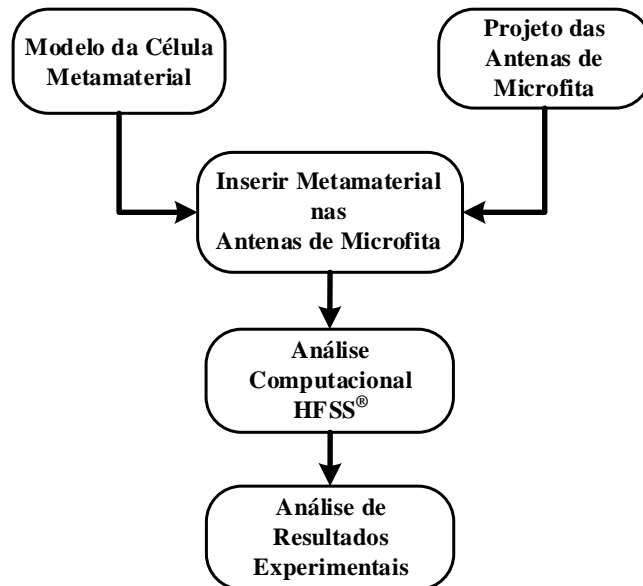 Modelo da Célula
Metamaterial
Projeto das
Antenas de
Microfita
Inserir Metamaterial
nas
Antenas de Microfita
Análise
Computacional
HFSS®
Análise de
Resultados
Experimentais